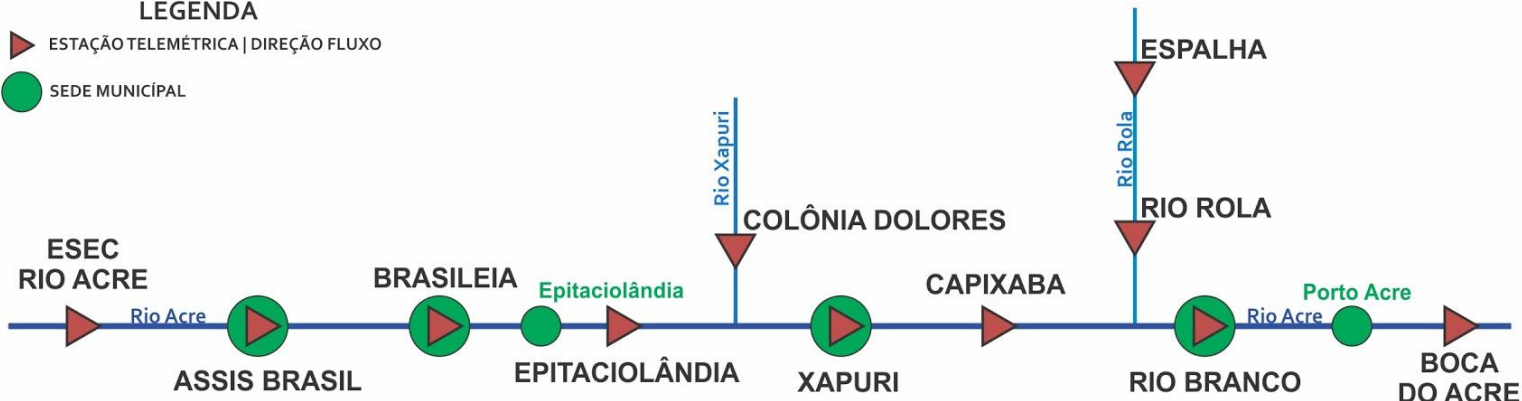 LEGENDA
ESTAÇÃO TELEMÉTRICA | DIREÇÃO FLUXO
SEDE MUNICÍPAL
ESPALHA
Rio Xapuri
Rio Rola
COLÔNIA DOLORES
RIO ROLA
ESEC
RIO ACRE
BRASILEIA
Epitaciolândia
CAPIXABA
Porto Acre
Rio Acre
Rio Acre
ASSIS BRASIL
EPITACIOLÂNDIA
XAPURI
RIO BRANCO
BOCA
DO ACRE